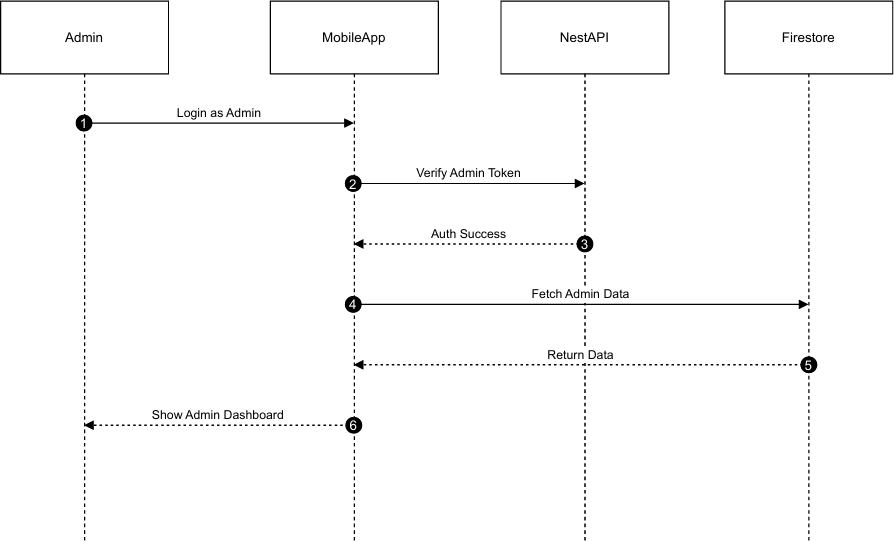 Admin
MobileApp
NestAPI
Firestore
1
Login as Admin
2
Verify Admin Token
Auth Success
3
4
Fetch Admin Data
Return Data
5
Show Admin Dashboard
6